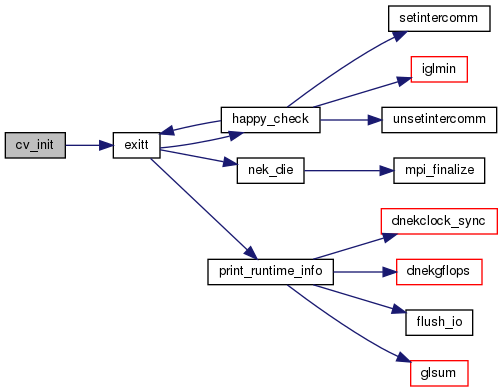 setintercomm
iglmin
happy_check
unsetintercomm
cv_init
exitt
nek_die
mpi_finalize
dnekclock_sync
print_runtime_info
dnekgflops
flush_io
glsum